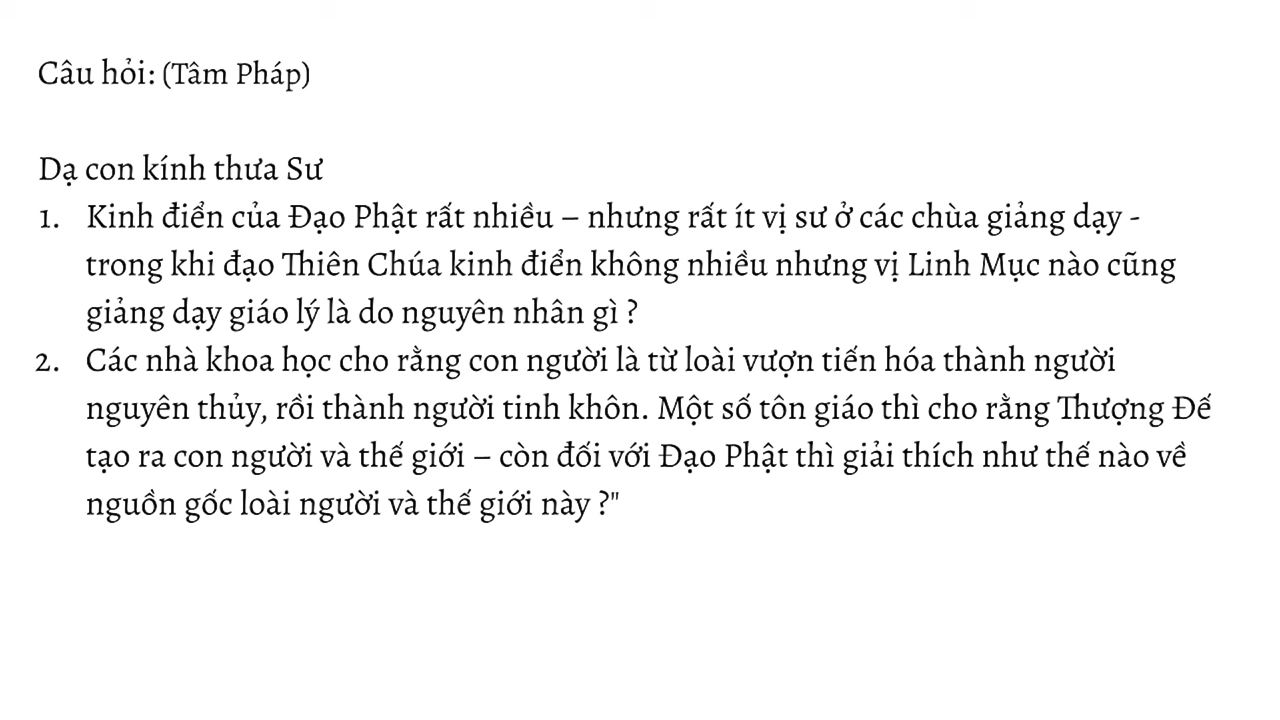 Câu hỏi: (Tâm Pháp)
Dạ con kính thưa Sư
1. Kinh điển của Đạo Phật rất nhiều – nhưng rất ít vị sư ở các chùa giảng dạy -
trong khi đạo Thiên Chúa kinh điển không nhiều nhưng vị Linh Mục nào cũng
giảng dạy giáo lý là do nguyên nhân gì ?
2. Các nhà khoa học cho rằng con người là từ loài vượn tiến hóa thành người
nguyên thủy, rồi thành người tinh khôn. Một số tôn giáo thì cho rằng Thượng Đế
tạo ra con người và thế giới – còn đối với Đạo Phật thì giải thích như thế nào về
nguồn gốc loài người và thế giới này ?"